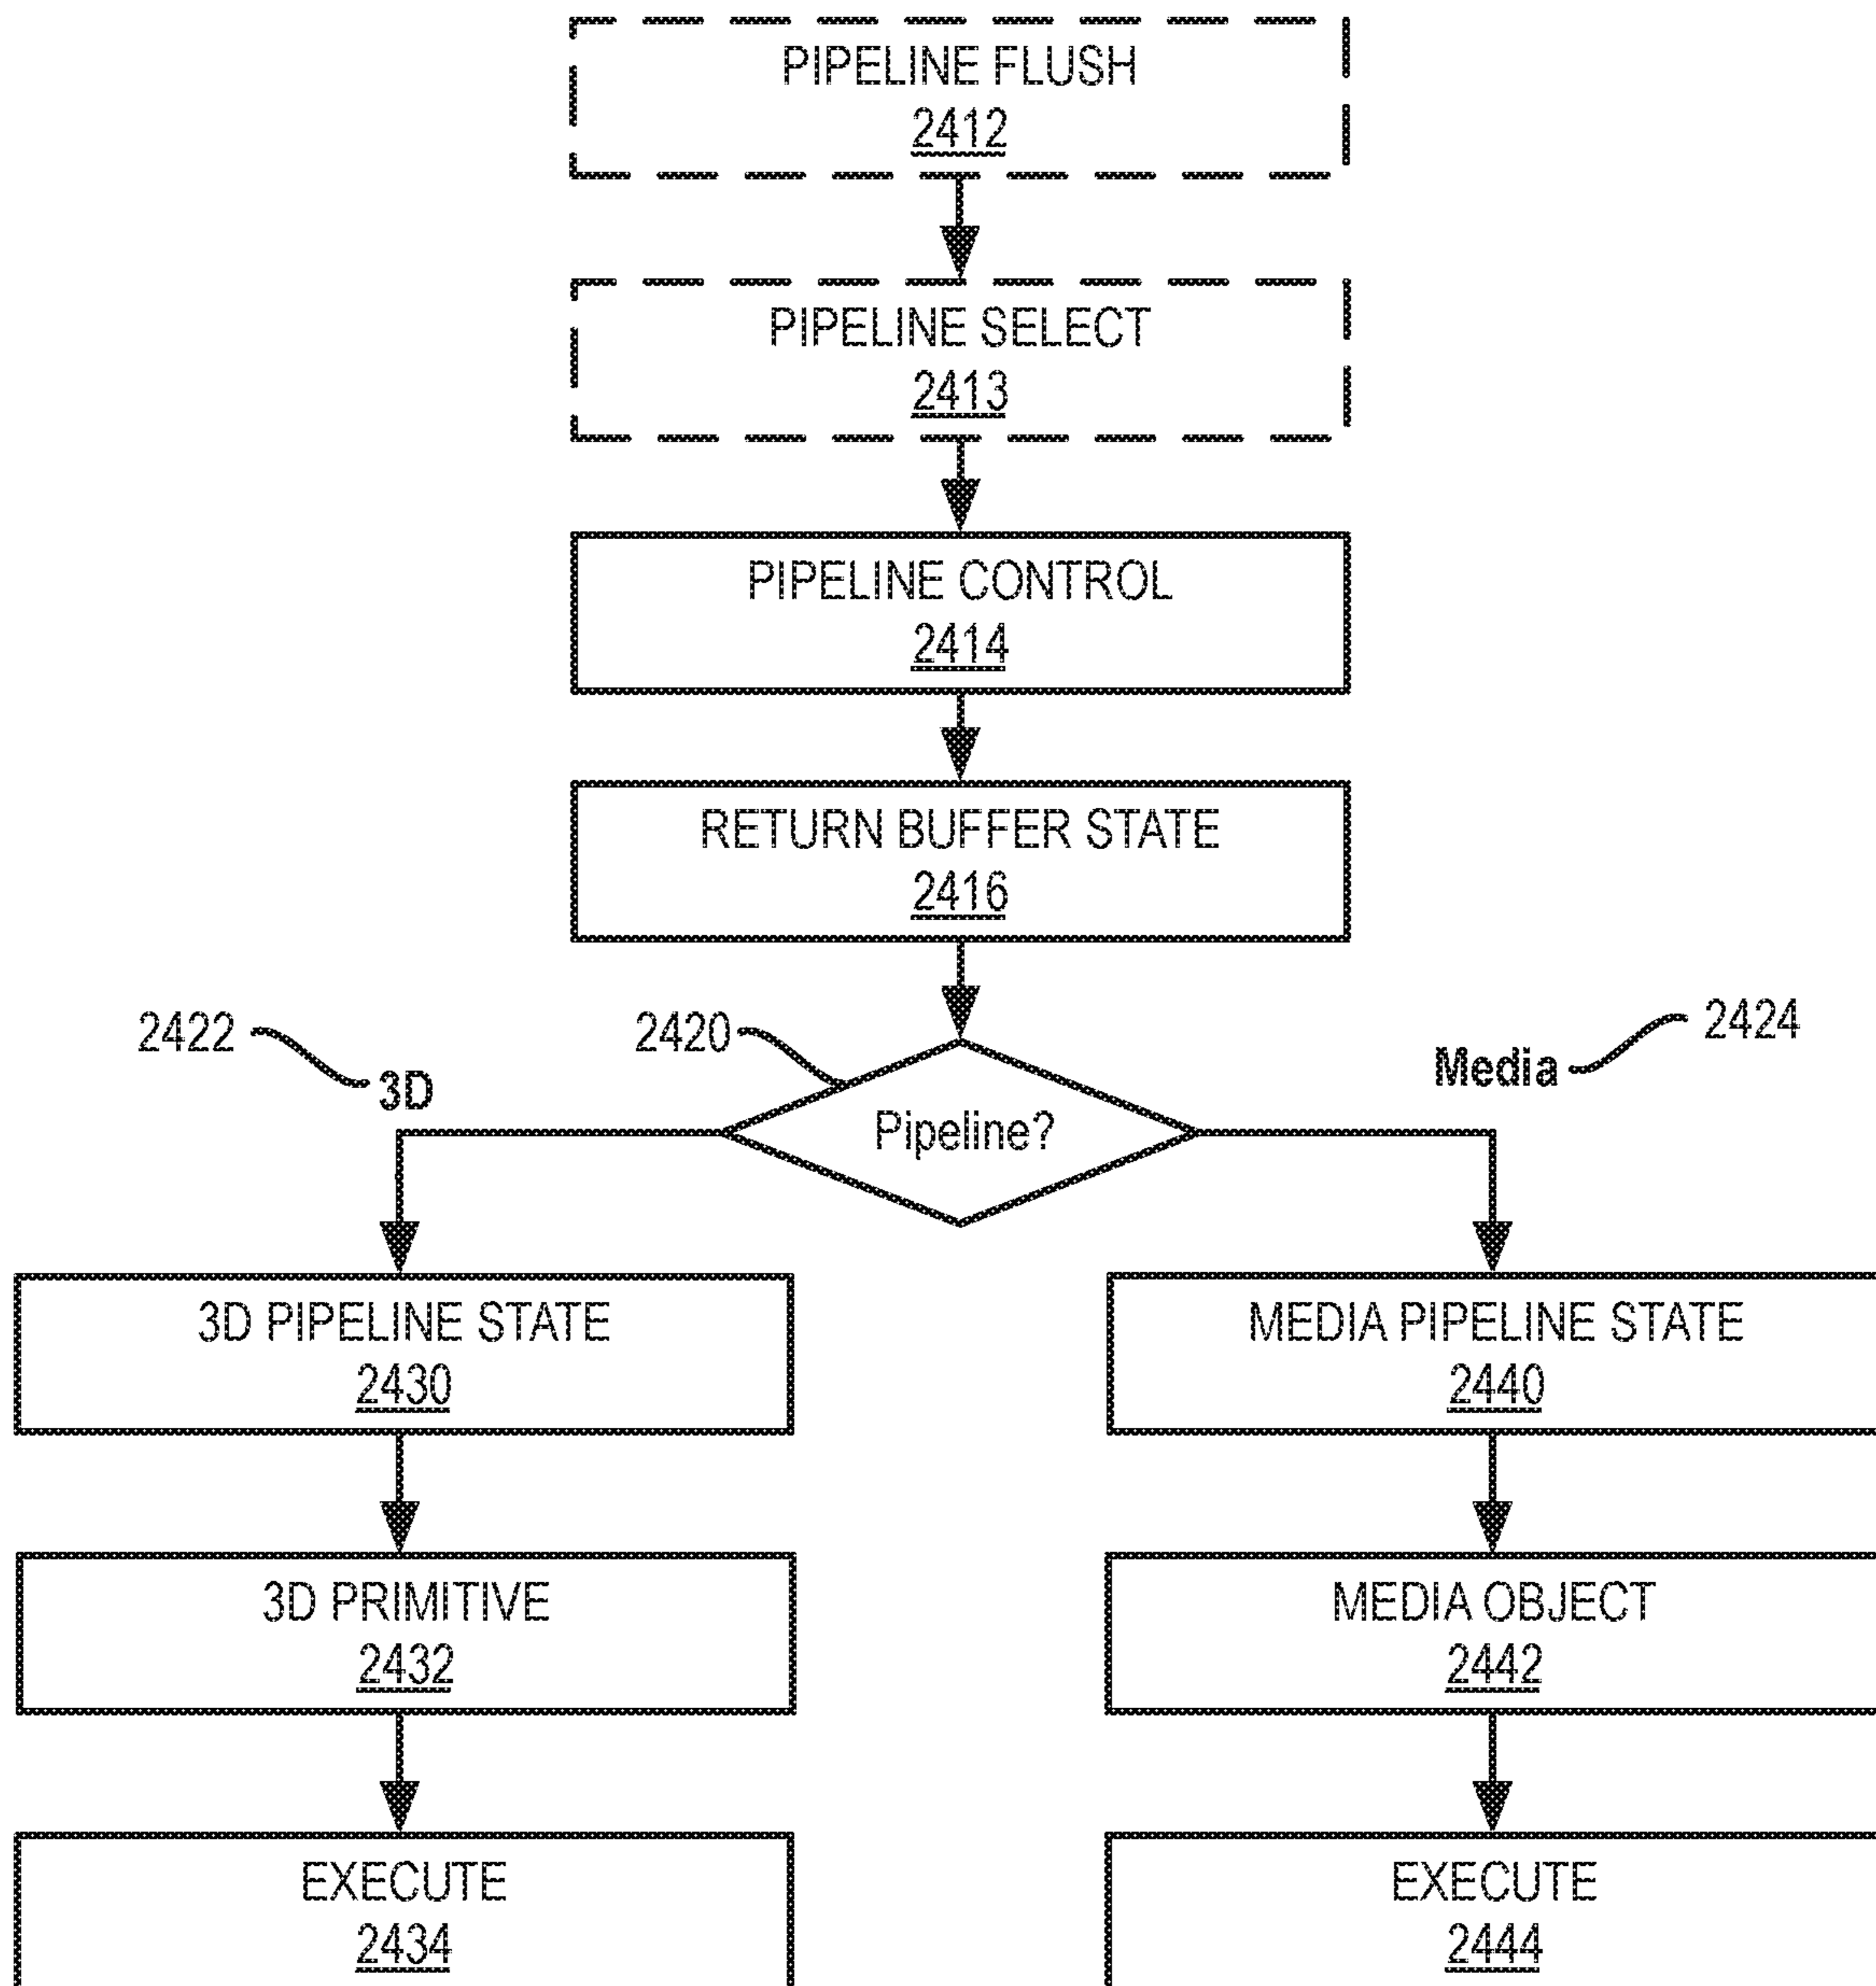 PIPELINE FLUSH
2412
PIPELINE SELECT
2413
PIPELINE CONTROL
2414
RETURN BUFFER STATE
2416
2422
3D
2420
Pipeline?
Media
2424
3D PIPELINE STATE
2430
MEDIA PIPELINE STATE
2440
3D PRIMITIVE
2432
MEDIA OBJECT
2442
EXECUTE
2434
EXECUTE
2444